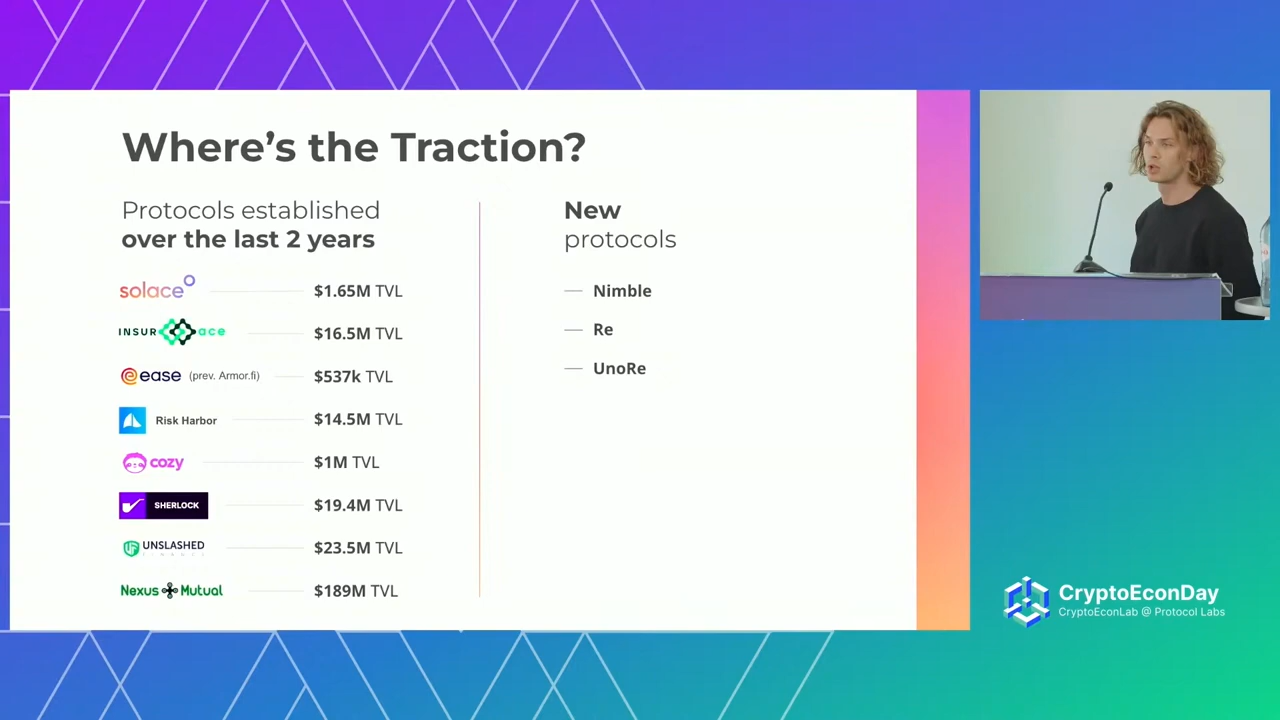 Where's the Traction?
Protocols established
over the last 2 years
solace $1.65M TVL
INSUR ace $16.5M TVL
ease (prev. Armor.fi) $537k TVL
Risk Harbor $14.5M TVL
cozy $1M TVL
SHERLOCK $19.4M TVL
UNSLASHED $23.5M TVL
Nexus Mutual $189M TVL
New
protocols
— Nimble
— Re
— UnoRe
CryptoEconDay
CryptoEconLab @ Protocol Labs